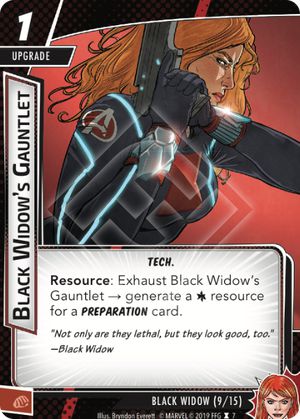 1
UPGRADE
BLACK WIDOW'S GAUNTLET
TECH.
Resource: Exhaust Black Widow's
Gauntlet → generate a resource
for a PREPARATION card.
"Not only are they lethal, but they look good, too."
—Black Widow
BLACK WIDOW (9/15)
Illus. Bryndon Everett © MARVEL © 2019 FFG 7